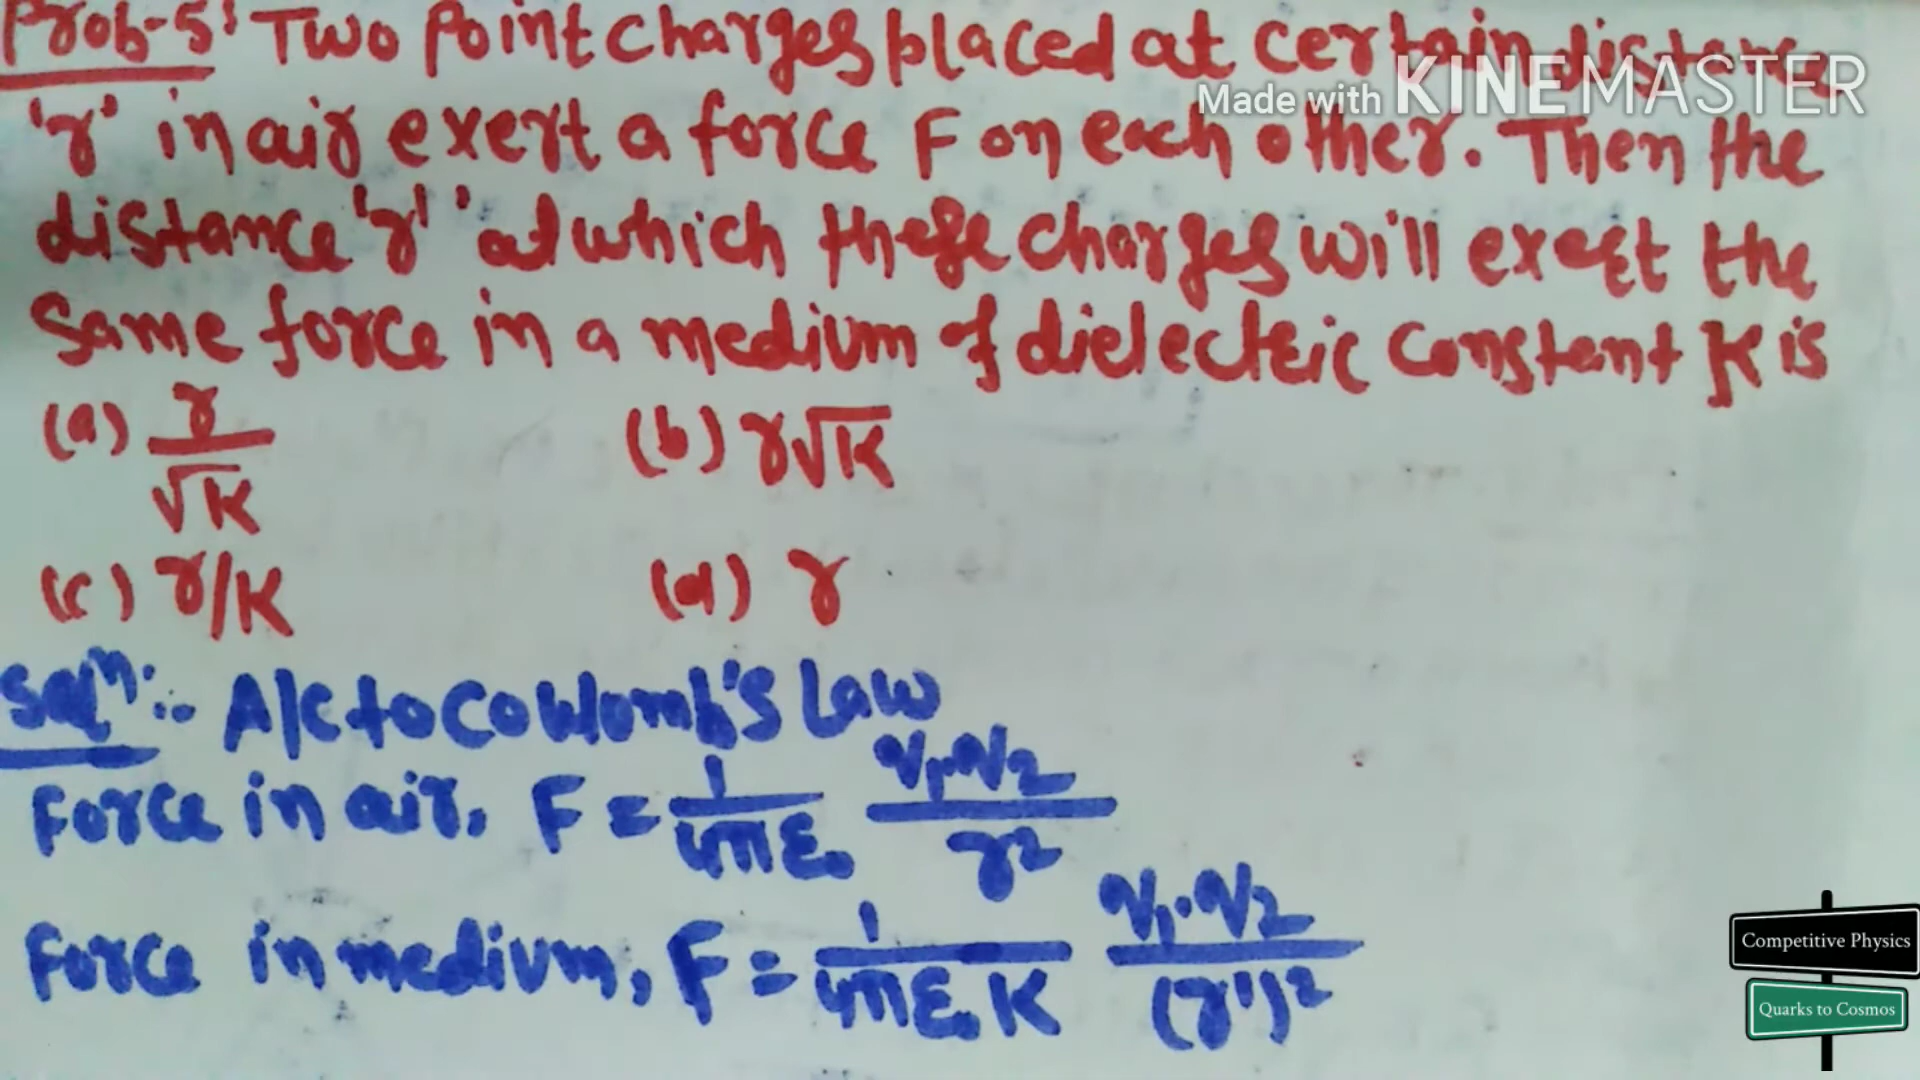 Prob-5! Two Point charges placed at certain distance
Made with KINEMASTER
'r' in air exert a force F on each other. Then the
distance 'r'' at which these charges will exert the
same force in a medium of dielectric constant K is
(a) r/√K (b) r√K
(c) r/K (d) r
Solⁿ:- A/c to Coulomb's Law
Force in air, F = 1/4πε₀ q₁.q₂/r²
Force in medium, F = 1/4πε₀K q₁.q₂/(r')²
Competitive Physics
Quarks to Cosmos